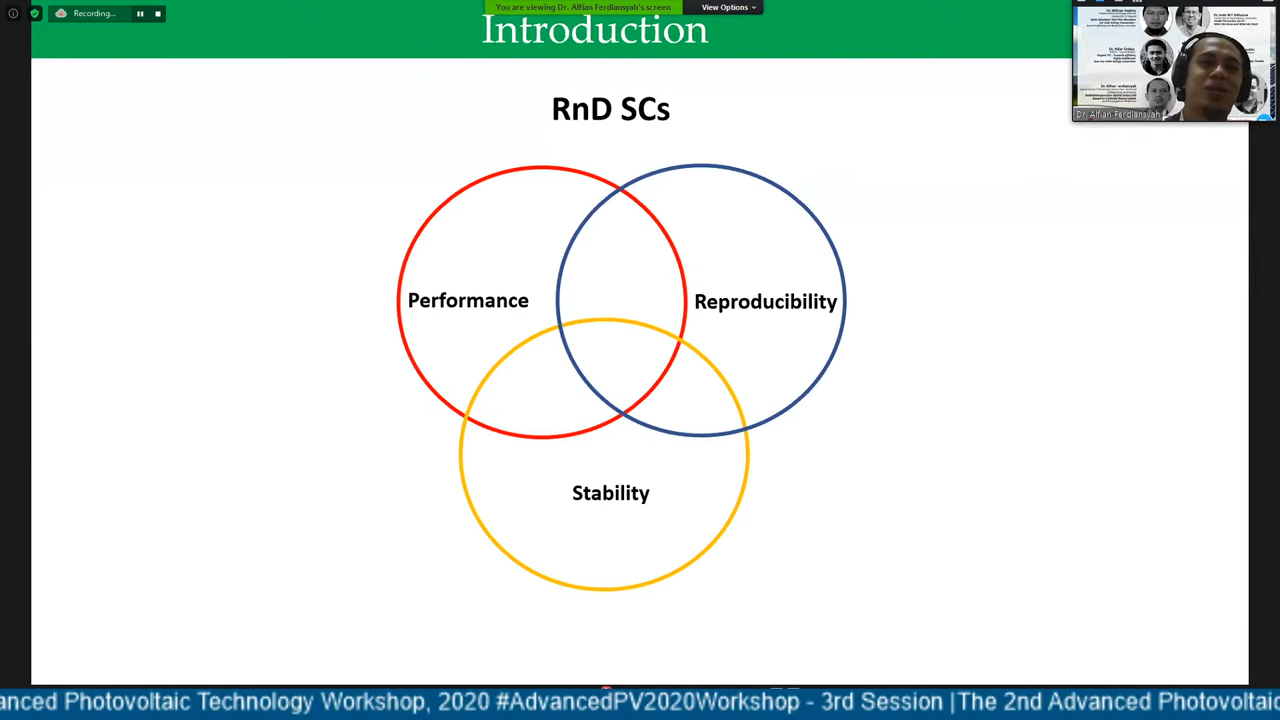 Recording...
You are viewing Dr. Alfian Ferdiansyah's screen
View Options
Introduction
RnD SCs
Performance
Reproducibility
Stability
Dr. Alfian Ferdiansyah
anced Photovoltaic Technology Workshop, 2020 #AdvancedPV2020Workshop - 3rd Session |The 2nd Advanced Photovoltaic